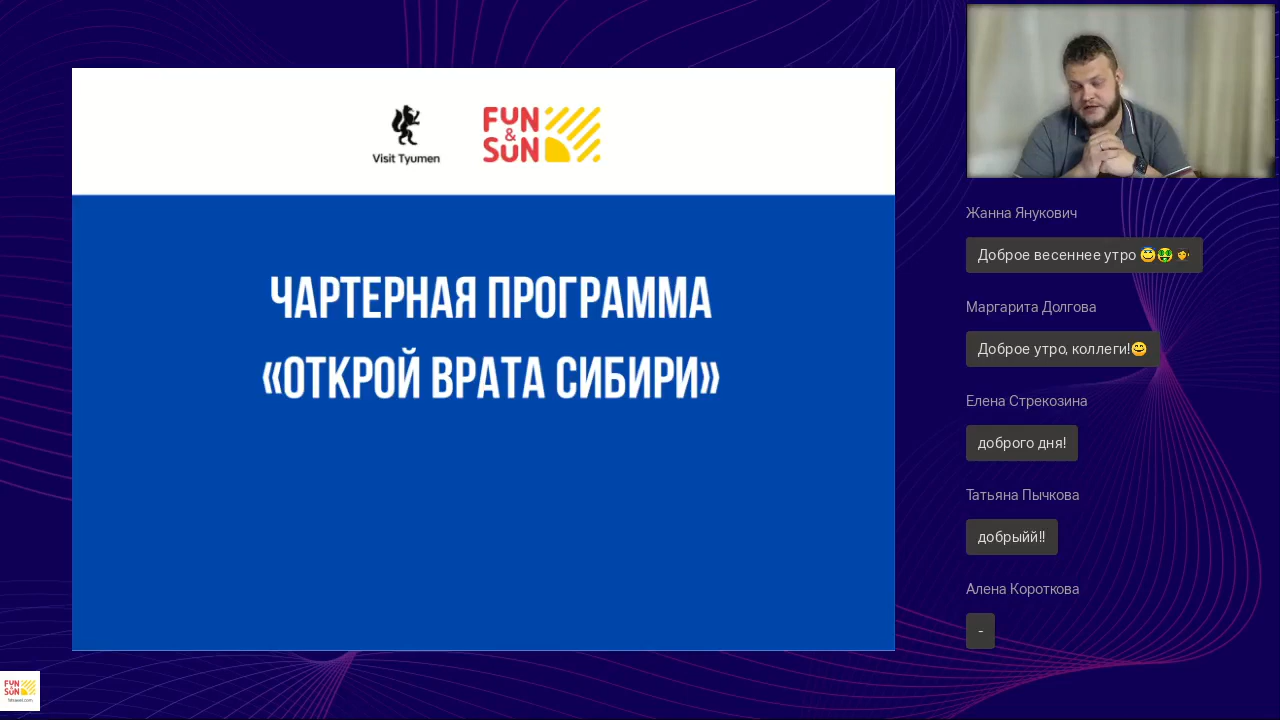 Visit Tyumen
FUN
&
SUN
ЧАРТЕРНАЯ ПРОГРАММА
«ОТКРОЙ ВРАТА СИБИРИ»
Жанна Янукович
Доброе весеннее утро 😇🤑👩
Маргарита Долгова
Доброе утро, коллеги!😊
Елена Стрекозина
доброго дня!
Татьяна Пычкова
добрыйй!!
Алена Короткова
-
FUN
&
SUN